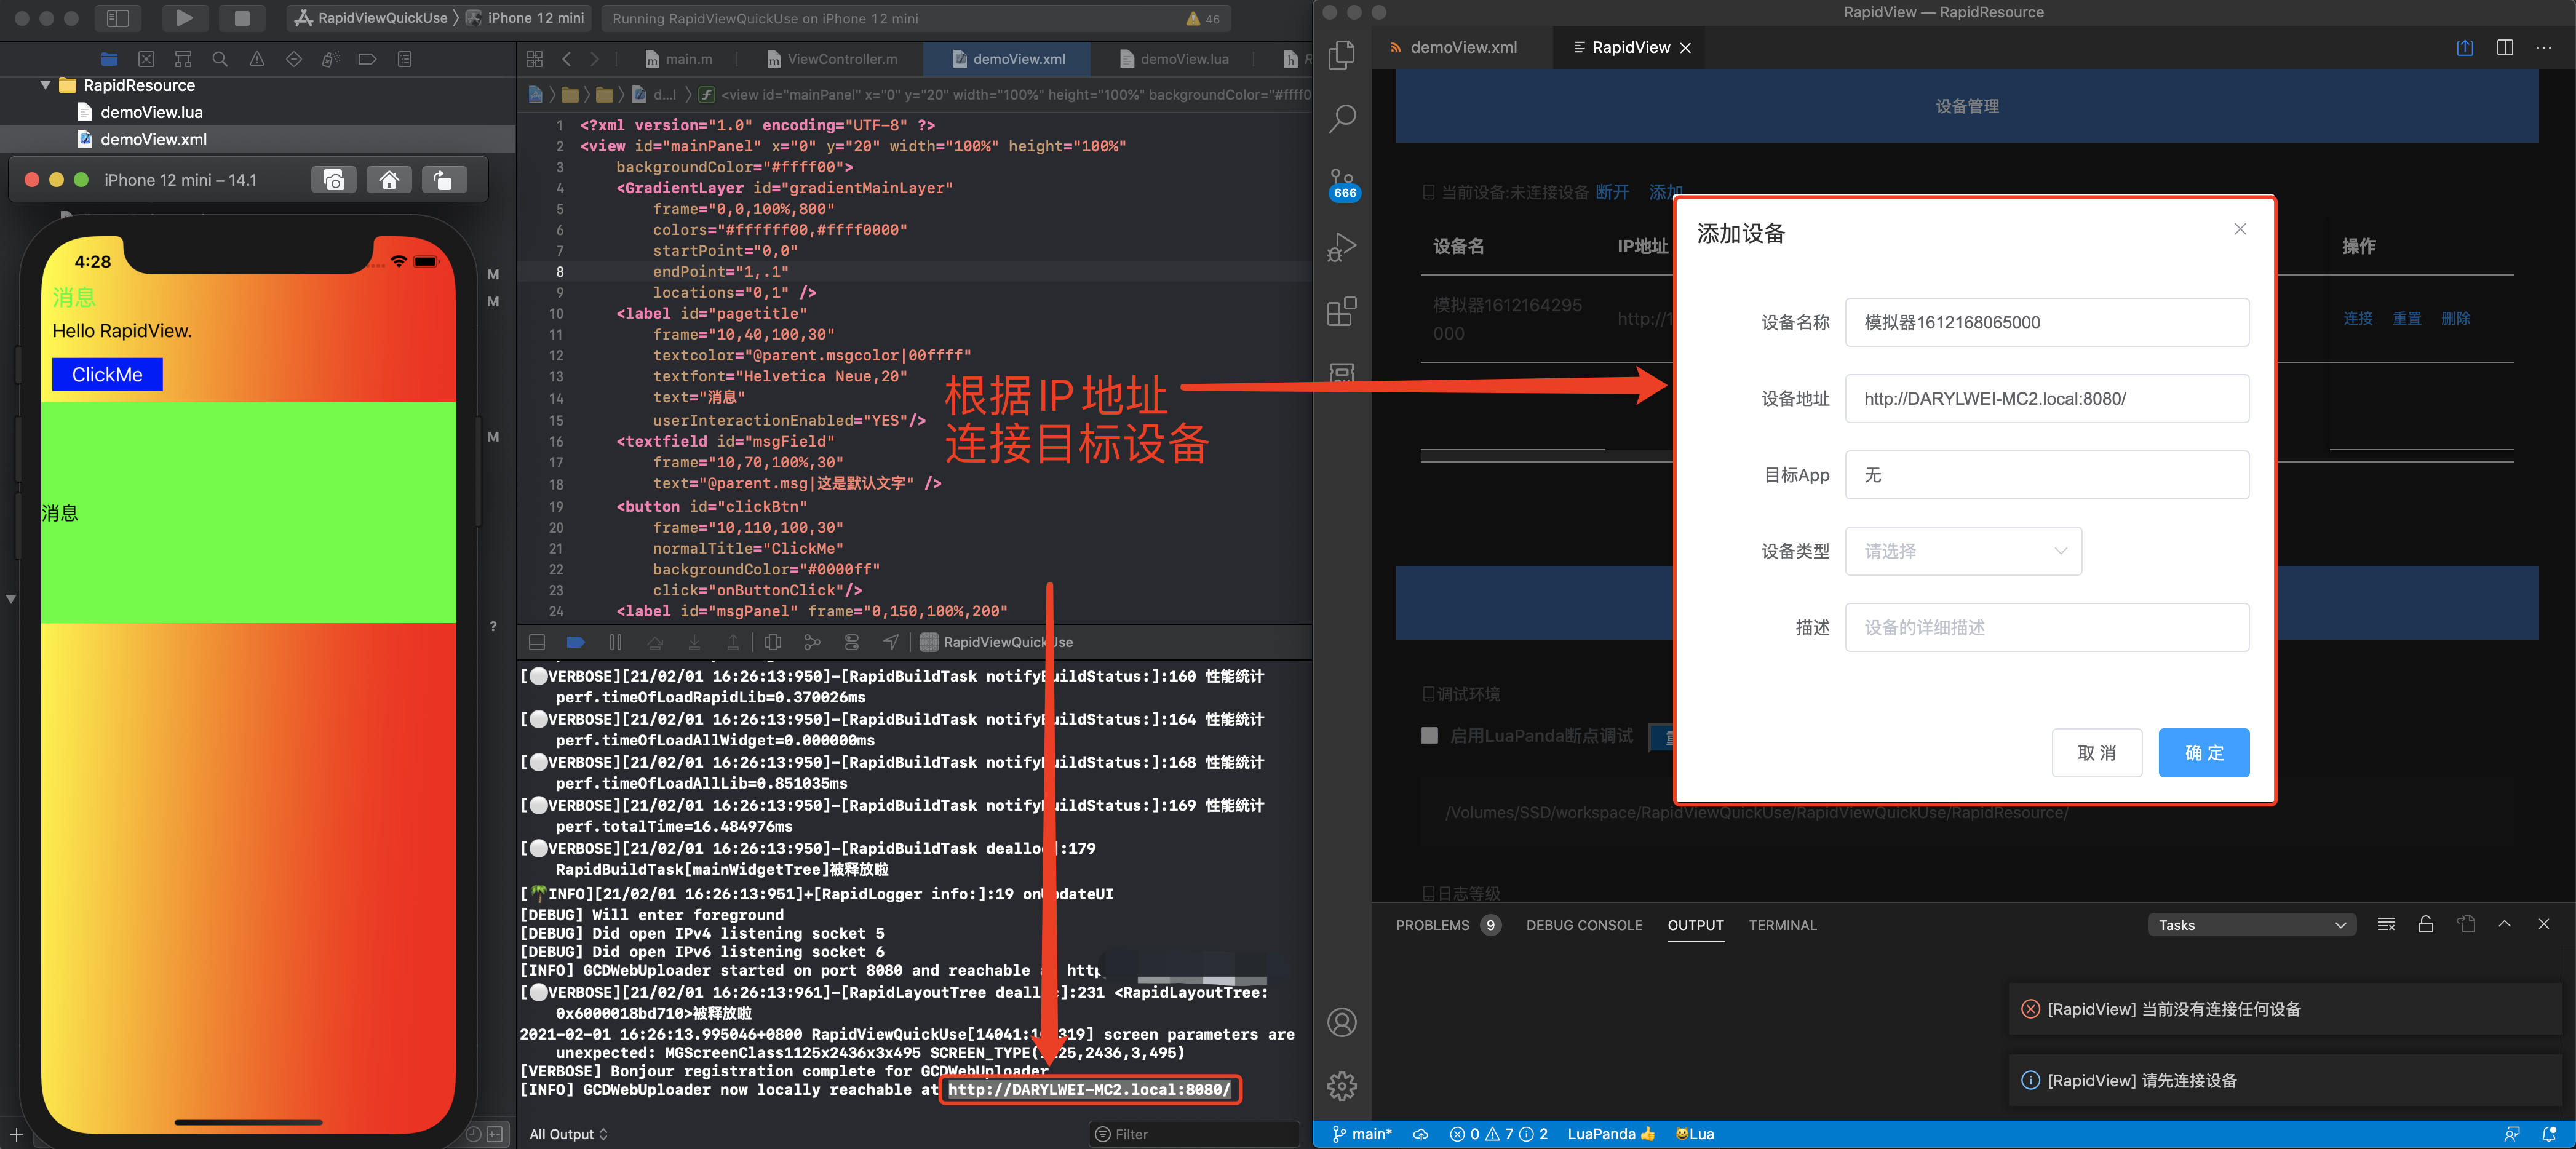 RapidViewQuickUse
iPhone 12 mini
Running RapidViewQuickUse on iPhone 12 mini
46
RapidResource
demoView.lua
demoView.xml
iPhone 12 mini – 14.1
4:28
消息
Hello RapidView.
ClickMe
消息
M
M
M
?
main.m
ViewController.m
demoView.xml
demoView.lua
d...l
<view id="mainPanel" x="0" y="20" width="100%" height="100%" backgroundColor="#ffff0
1 <?xml version="1.0" encoding="UTF-8" ?>
2 <view id="mainPanel" x="0" y="20" width="100%" height="100%"
3 backgroundColor="#ffff00">
4 <GradientLayer id="gradientMainLayer"
5 frame="0,0,100%,800"
6 colors="#ffffff00,#ffff0000"
7 startPoint="0,0"
8 endPoint="1,.1"
9 locations="0,1" />
10 <label id="pagetitle"
11 frame="10,40,100,30"
12 textcolor="@parent.msgcolor|00ffff"
13 textfont="Helvetica Neue,20"
14 text="消息"
15 userInteractionEnabled="YES"/>
16 <textfield id="msgField"
17 frame="10,70,100%,30"
18 text="@parent.msg|这是默认文字" />
19 <button id="clickBtn"
20 frame="10,110,100,30"
21 normalTitle="ClickMe"
22 backgroundColor="#0000ff"
23 click="onButtonClick"/>
24 <label id="msgPanel" frame="0,150,100%,200"
根据IP地址
连接目标设备
RapidViewQuickUse
[⚪VERBOSE][21/02/01 16:26:13:950]-[RapidBuildTask notifyBuildStatus:]:160 性能统计
perf.timeOfLoadRapidLib=0.370026ms
[⚪VERBOSE][21/02/01 16:26:13:950]-[RapidBuildTask notifyBuildStatus:]:164 性能统计
perf.timeOfLoadAllWidget=0.000000ms
[⚪VERBOSE][21/02/01 16:26:13:950]-[RapidBuildTask notifyBuildStatus:]:168 性能统计
perf.timeOfLoadAllLib=0.851035ms
[⚪VERBOSE][21/02/01 16:26:13:950]-[RapidBuildTask notifyBuildStatus:]:169 性能统计
perf.totalTime=16.484976ms
[⚪VERBOSE][21/02/01 16:26:13:950]-[RapidBuildTask dealloc]:179
RapidBuildTask[mainWidgetTree]被释放啦
[🌴INFO][21/02/01 16:26:13:951]+[RapidLogger info:]:19 onUpdateUI
[DEBUG] Will enter foreground
[DEBUG] Did open IPv4 listening socket 5
[DEBUG] Did open IPv6 listening socket 6
[INFO] GCDWebUploader started on port 8080 and reachable at http
[⚪VERBOSE][21/02/01 16:26:13:961]-[RapidLayoutTree dealloc]:231 <RapidLayoutTree:
0x6000018bd710>被释放啦
2021-02-01 16:26:13.995046+0800 RapidViewQuickUse[14041: 319] screen parameters are
unexpected: MGScreenClass1125x2436x3x495 SCREEN_TYPE(1125,2436,3,495)
[VERBOSE] Bonjour registration complete for GCDWebUploader
[INFO] GCDWebUploader now locally reachable at http://DARYLWEI-MC2.local:8080/
All Output
Filter
RapidView — RapidResource
demoView.xml
RapidView
666
设备管理
当前设备:未连接设备 断开 添加
设备名
IP地址
操作
模拟器1612164295
000
http://1
连接 重置 删除
添加设备
设备名称 模拟器1612168065000
设备地址 http://DARYLWEI-MC2.local:8080/
目标App 无
设备类型 请选择
描述 设备的详细描述
取 消
确 定
调试环境
启用LuaPanda断点调试
/Volumes/SSD/workspace/RapidViewQuickUse/RapidViewQuickUse/RapidResource/
日志等级
PROBLEMS 9 DEBUG CONSOLE OUTPUT TERMINAL
Tasks
[RapidView] 当前没有连接任何设备
[RapidView] 请先连接设备
main* 0 7 2 LuaPanda👍 😺Lua